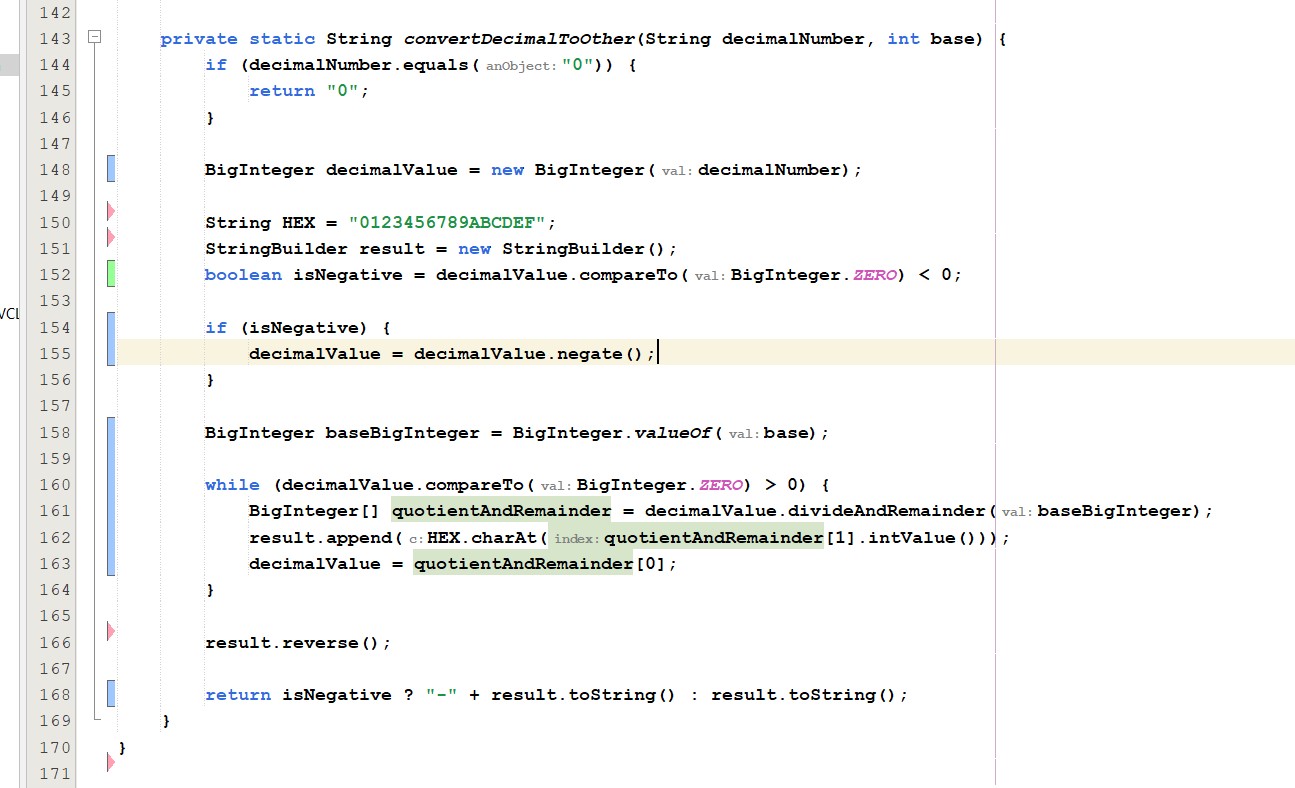 142
143 private static String convertDecimalToOther(String decimalNumber, int base) {
144 if (decimalNumber.equals( anObject: "0")) {
145 return "0";
146 }
147
148 BigInteger decimalValue = new BigInteger( val: decimalNumber);
149
150 String HEX = "0123456789ABCDEF";
151 StringBuilder result = new StringBuilder();
152 boolean isNegative = decimalValue.compareTo( val: BigInteger.ZERO) < 0;
153
VCL
154 if (isNegative) {
155 decimalValue = decimalValue.negate();
156 }
157
158 BigInteger baseBigInteger = BigInteger.valueOf( val: base);
159
160 while (decimalValue.compareTo( val: BigInteger.ZERO) > 0) {
161 BigInteger[] quotientAndRemainder = decimalValue.divideAndRemainder( val: baseBigInteger);
162 result.append( c: HEX.charAt( index: quotientAndRemainder[1].intValue()));
163 decimalValue = quotientAndRemainder[0];
164 }
165
166 result.reverse();
167
168 return isNegative ? "-" + result.toString() : result.toString();
169 }
170 }
171